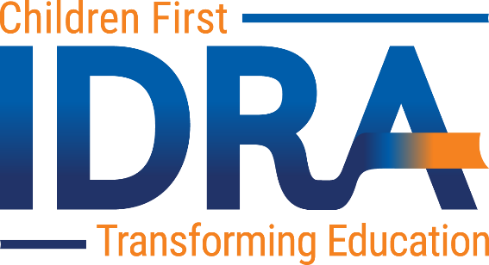 Children First
IDRA
Transforming Education